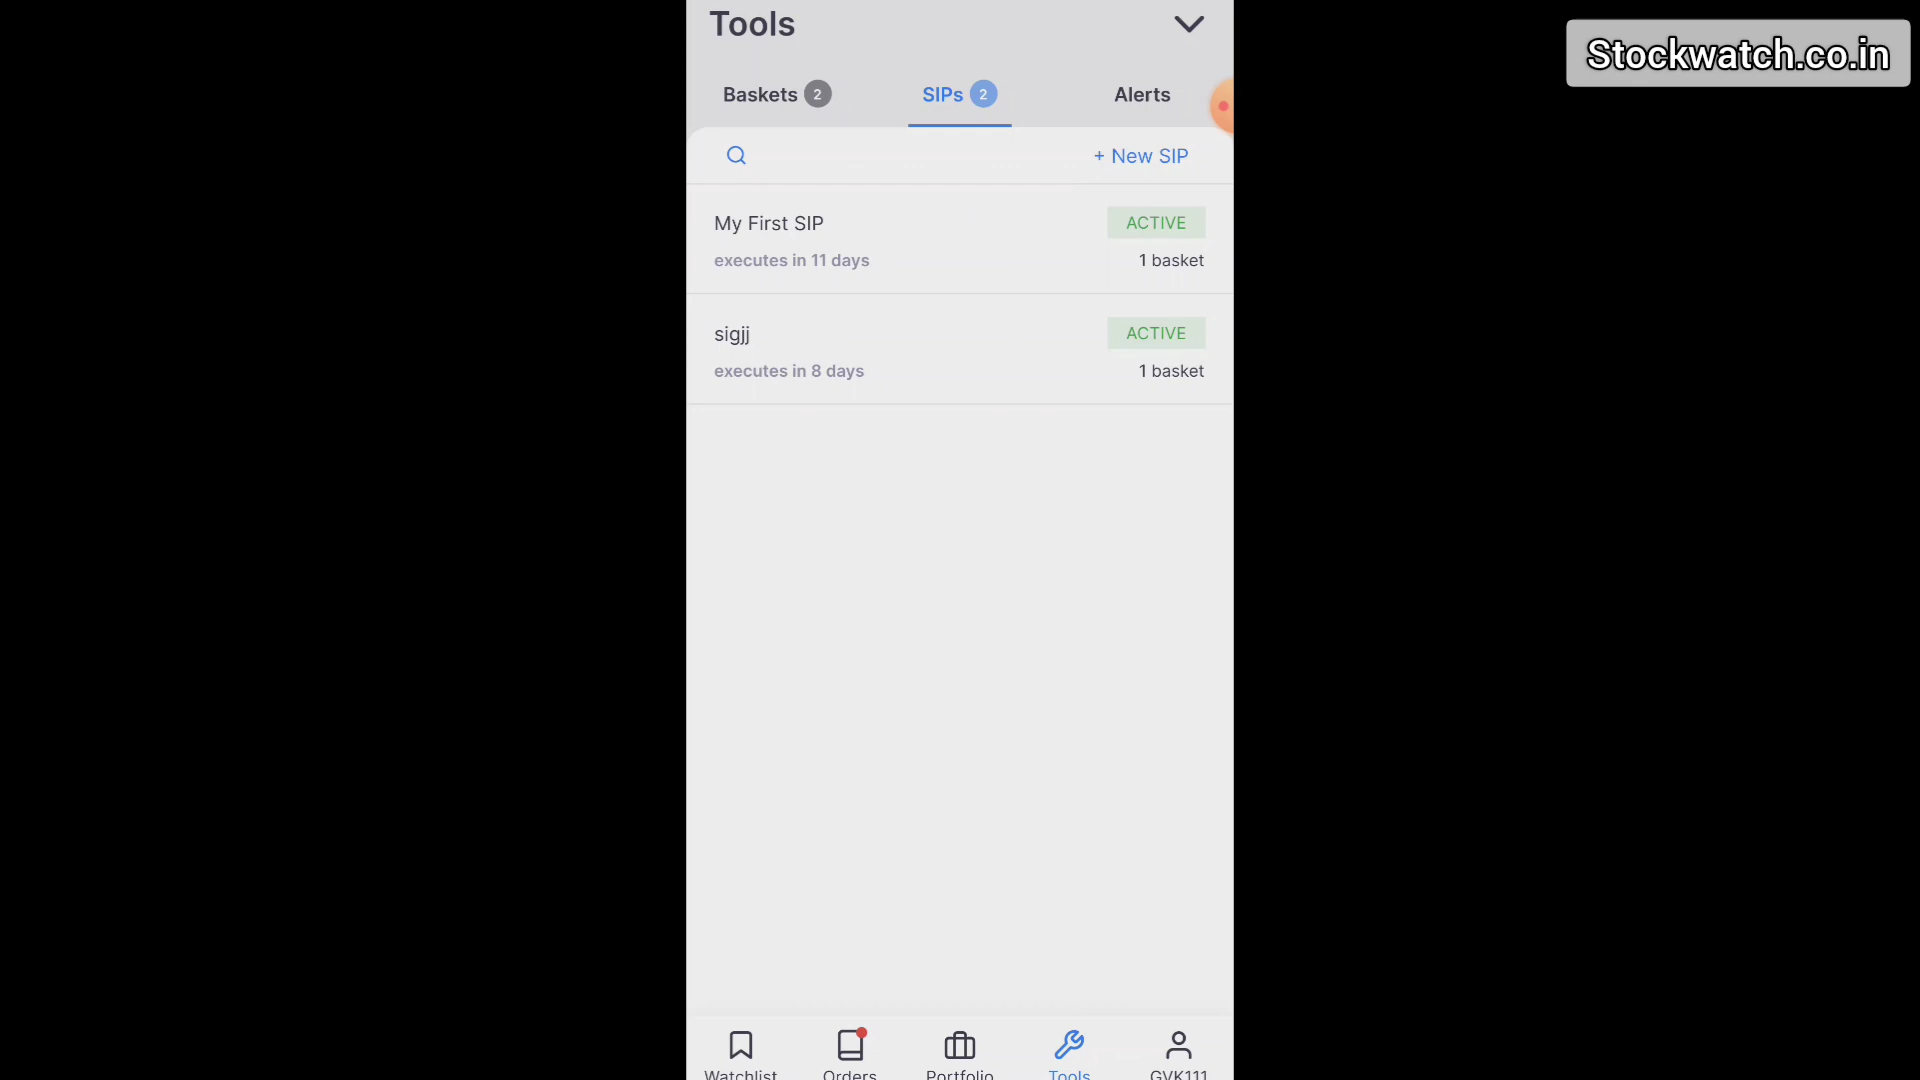 Tools
Stockwatch.co.in
Baskets 2
SIPs 2
Alerts
+ New SIP
My First SIP
ACTIVE
executes in 11 days
1 basket
sigjj
ACTIVE
executes in 8 days
1 basket
Watchlist
Orders
Portfolio
Tools
GVK111